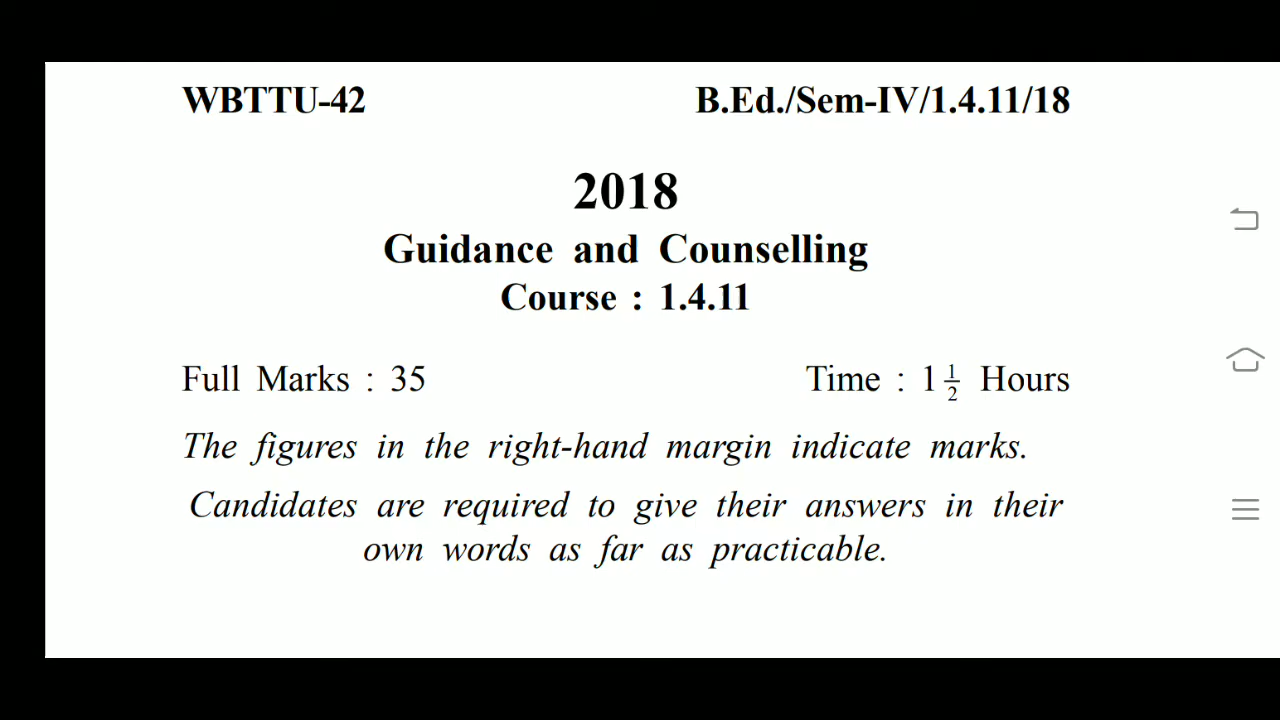 WBTTU-42 B.Ed./Sem-IV/1.4.11/18
2018
Guidance and Counselling
Course : 1.4.11
Full Marks : 35 Time : 1 1/2 Hours
The figures in the right-hand margin indicate marks.
Candidates are required to give their answers in their
own words as far as practicable.